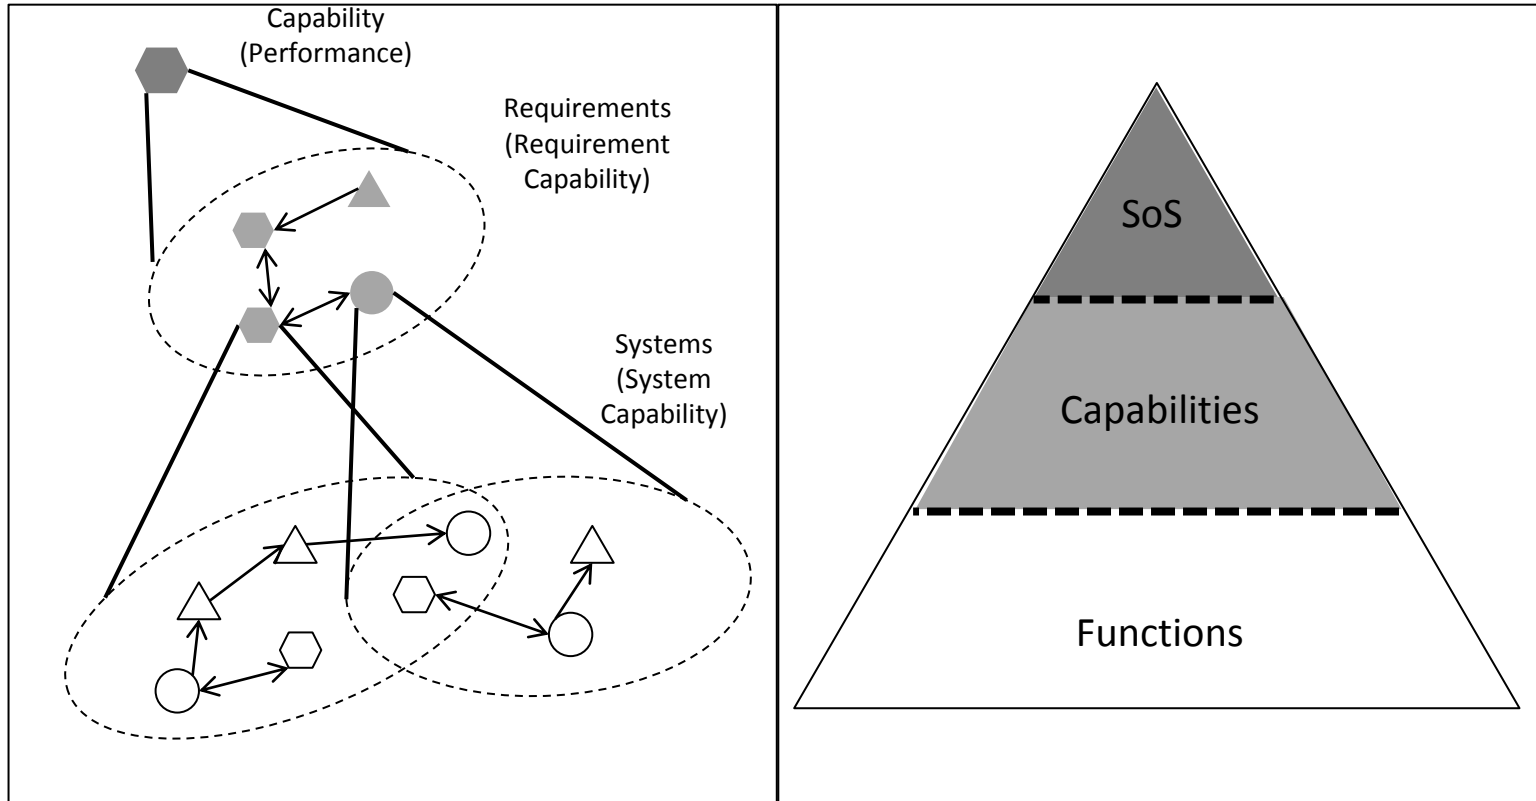 Capability
(Performance)
Requirements
(Requirement
Capability)
Systems
(System
Capability)
SoS
Capabilities
Functions